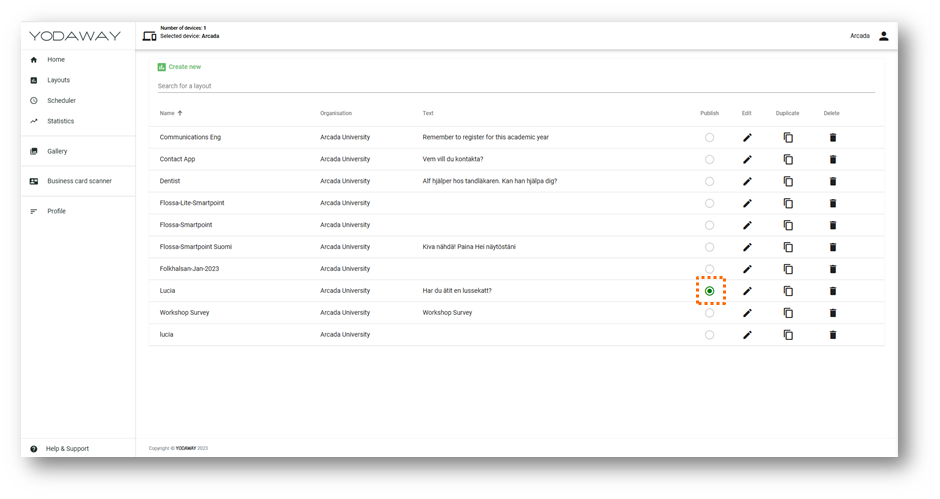 YODAWAY
Number of devices: 1
Selected device: Arcada
Arcada
Home
Layouts
Scheduler
Statistics
Gallery
Business card scanner
Profile
Help & Support
Create new
Search for a layout
Name Organisation Text Publish Edit Duplicate Delete
Communications Eng Arcada University Remember to register for this academic year
Contact App Arcada University Vem vill du kontakta?
Dentist Arcada University Alf hjälper hos tandläkaren. Kan han hjälpa dig?
Flossa-Lite-Smartpoint Arcada University
Flossa-Smartpoint Arcada University
Flossa-Smartpoint Suomi Arcada University Kiva nähdä! Paina Hei näytöstäni
Folkhalsan-Jan-2023 Arcada University
Lucia Arcada University Har du ätit en lussekatt?
Workshop Survey Arcada University Workshop Survey
lucia Arcada University
Copyright © YODAWAY 2023